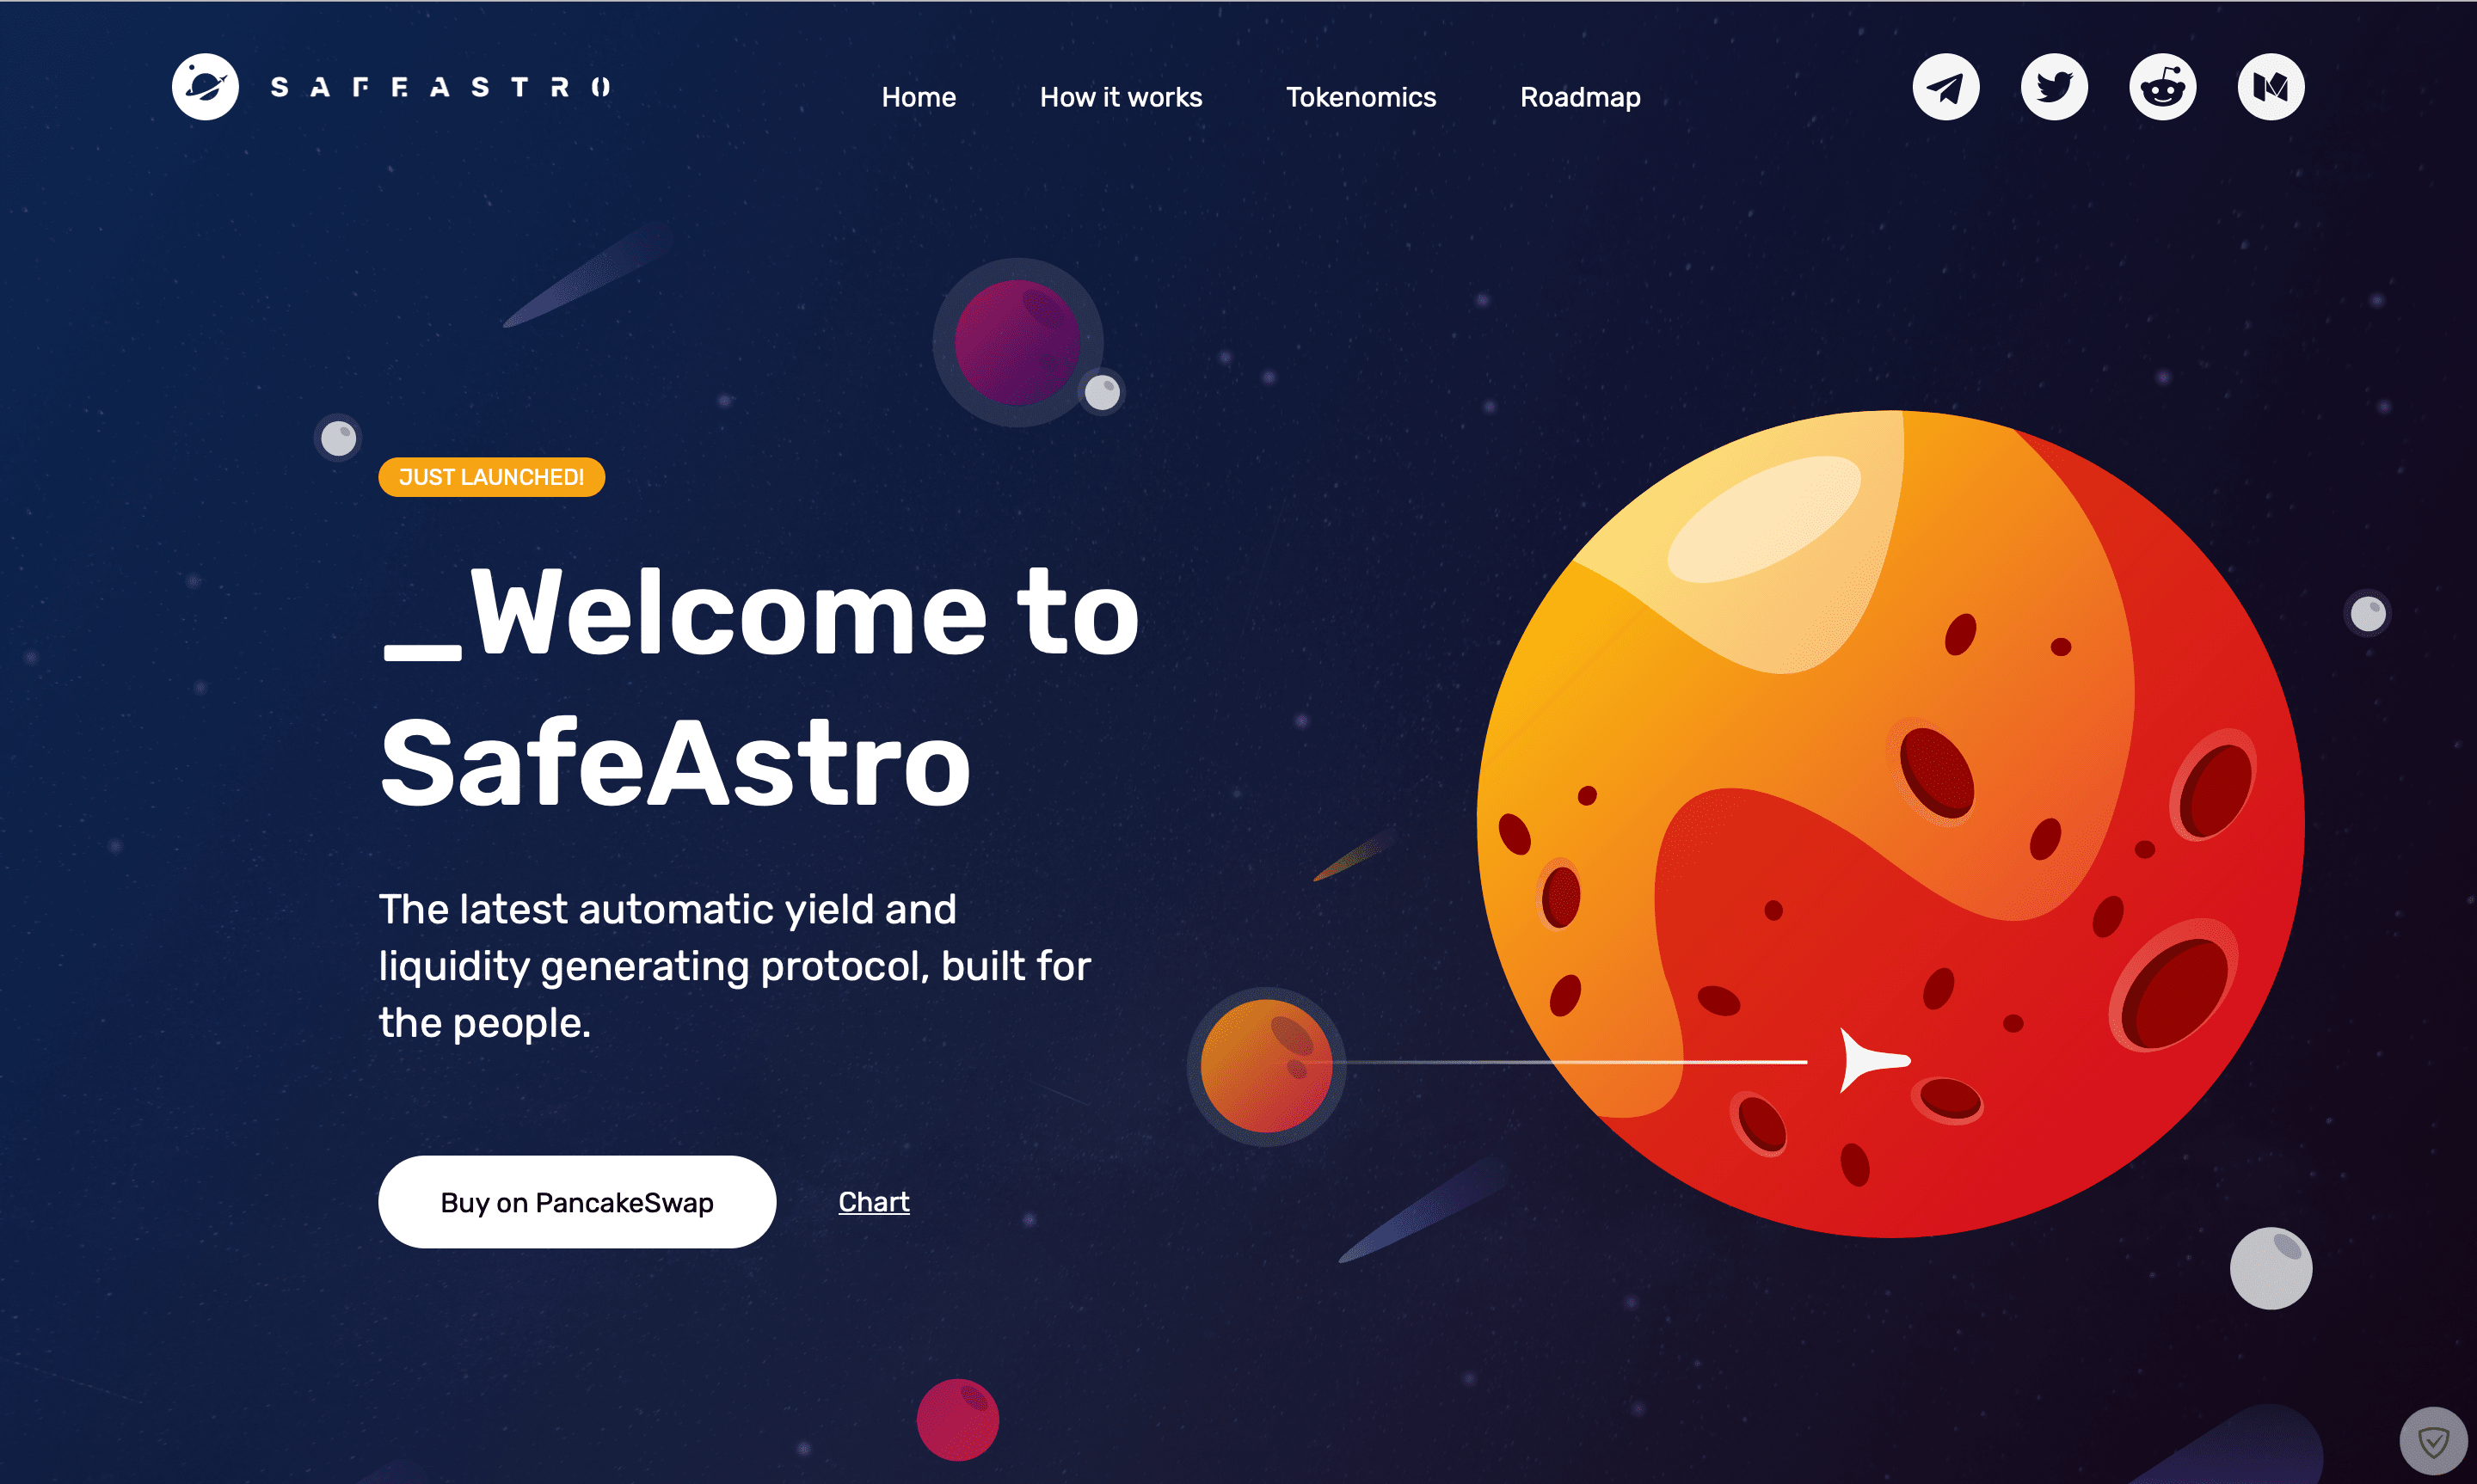 SAFEASTRO
Home
How it works
Tokenomics
Roadmap
JUST LAUNCHED!
_Welcome to
SafeAstro
The latest automatic yield and
liquidity generating protocol, built for
the people.
Buy on PancakeSwap
Chart